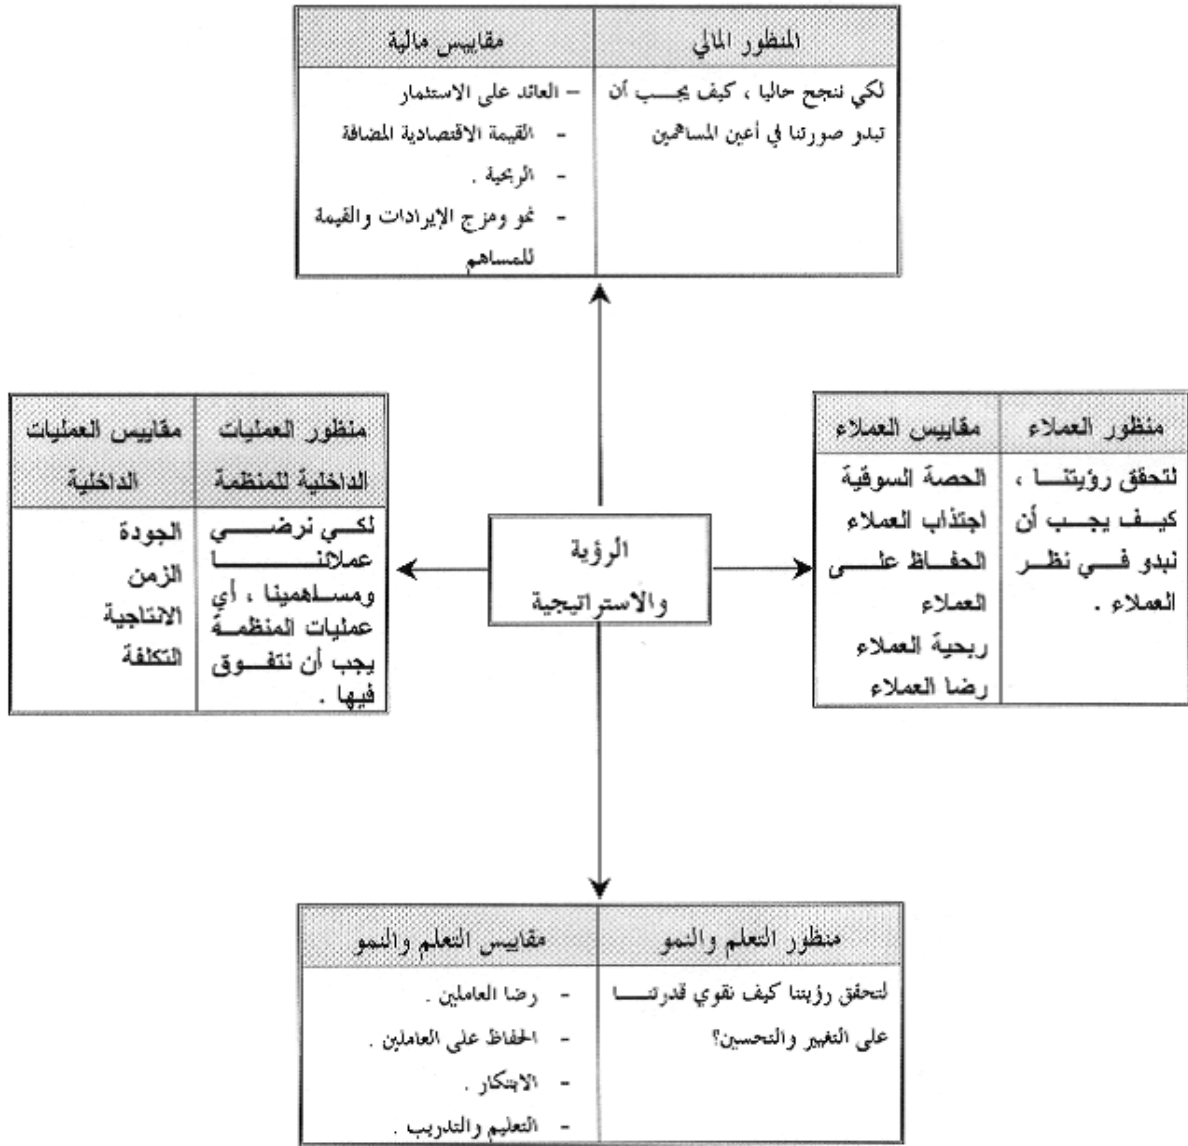 المنظور المالي
مقاييس مالية
لكي ننجح حاليا ، كيف يجب أن
تبدو صورتنا في أعين المساهمين
– العائد على الاستثمار
- القيمة الاقتصادية المضافة
- الربحية .
- نمو ومزج الإيرادات والقيمة
للمساهم
منظور العملاء
مقاييس العملاء
لتحقق رؤيتنا ،
كيف يجب أن
نبدو في نظر
العملاء .
الحصة السوقية
اجتذاب العملاء
الحفاظ على
العملاء
ربحية العملاء
رضا العملاء
الرؤية
والاستراتيجية
منظور العمليات
الداخلية للمنظمة
مقاييس العمليات
الداخلية
لكي نرضي
عملائنا
ومساهمينا ، أي
عمليات المنظمة
يجب أن نتفوق
فيها .
الجودة
الزمن
الانتاجية
التكلفة
منظور التعلم والنمو
مقاييس التعلم والنمو
لتحقق رؤيتنا كيف نقوي قدرتنا
على التغيير والتحسين؟
- رضا العاملين .
- الحفاظ على العاملين .
- الابتكار .
- التعليم والتدريب .